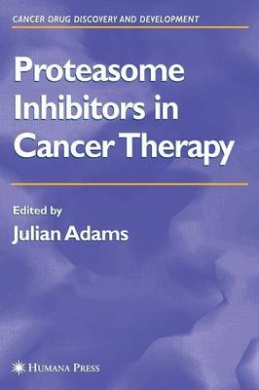 CANCER DRUG DISCOVERY AND DEVELOPMENT
Proteasome
Inhibitors in
Cancer Therapy
Edited by
Julian Adams
HUMANA PRESS